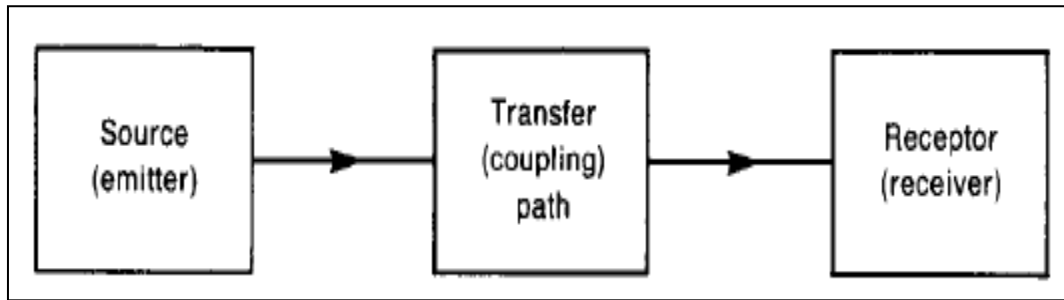 Source
(emitter)
Transfer
(coupling)
path
Receptor
(receiver)